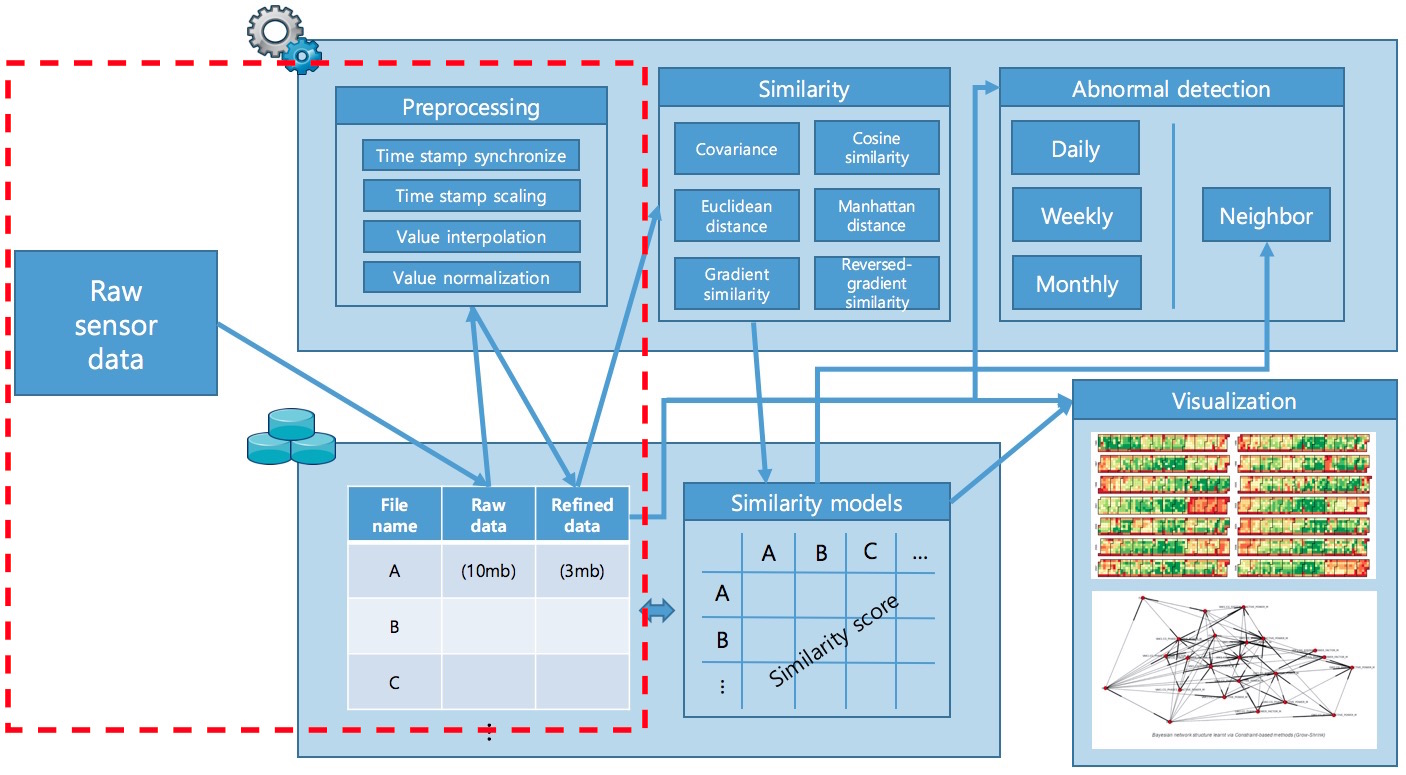 Preprocessing
Time stamp synchronize
Time stamp scaling
Value interpolation
Value normalization
Similarity
Covariance
Cosine
similarity
Euclidean
distance
Manhattan
distance
Gradient
similarity
Reversed-
gradient
similarity
Abnormal detection
Daily
Weekly
Monthly
Neighbor
Raw
sensor
data
File
name
Raw
data
Refined
data
A
(10mb)
(3mb)
B
C
⋮
Similarity models
A B C ...
A
B
⋮
Similarity score
Visualization
Bayesian network structure learnt via Constraint-based methods (Grow-Shrink)